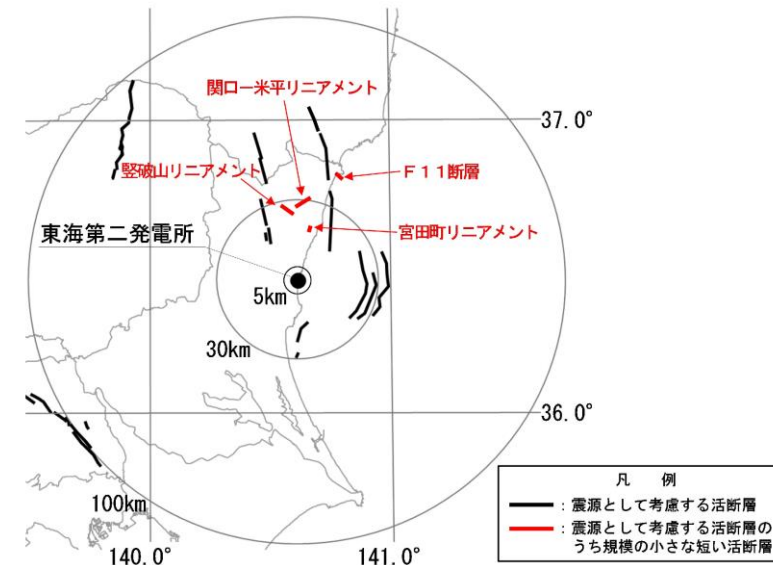 関口ー米平リニアメント
37.0°
竪破山リニアメント
F11断層
東海第二発電所
宮田町リニアメント
5km
30km
36.0°
100km
140.0°
141.0°
凡 例
：震源として考慮する活断層
：震源として考慮する活断層の
うち規模の小さな短い活断層